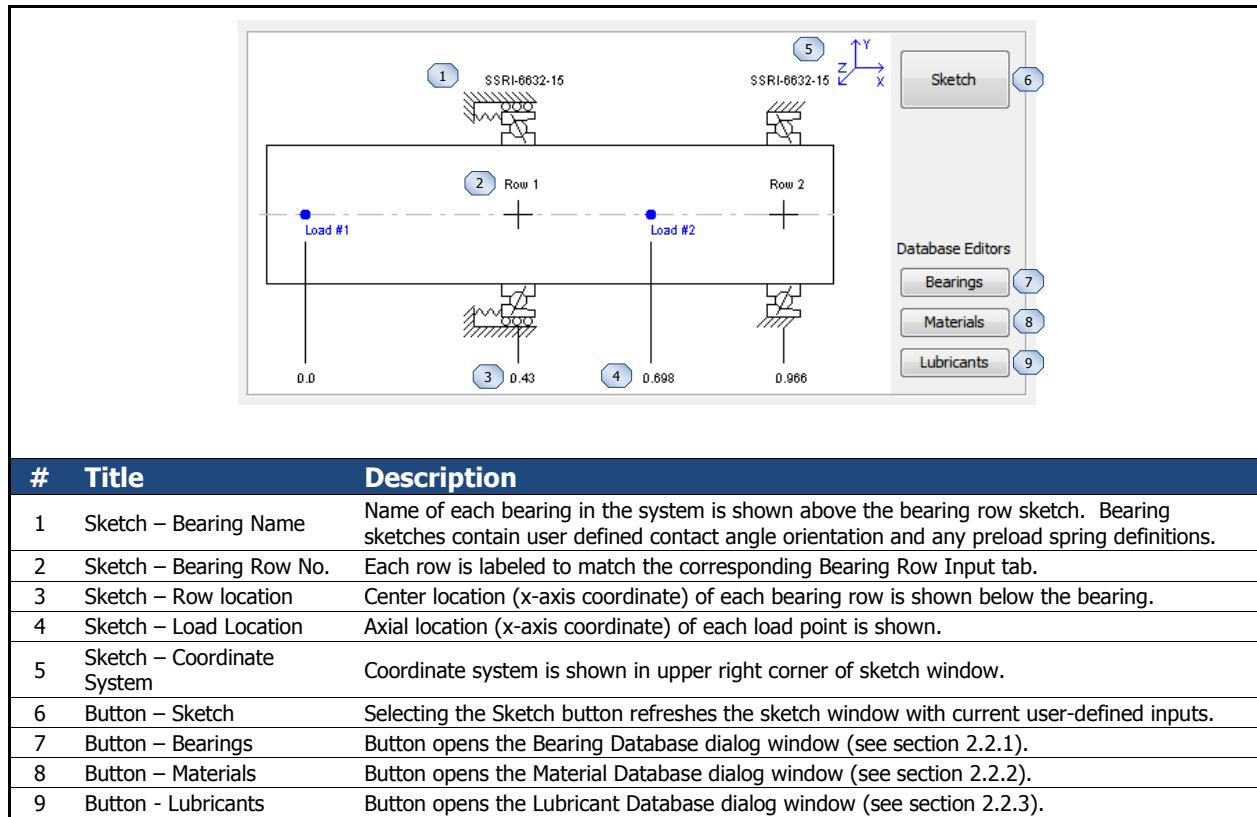 5 Y
Z
X
1 SSRI-6632-15 SSRI-6632-15
Sketch 6
2 Row 1 Row 2
Load #1 Load #2
Database Editors
Bearings 7
Materials 8
Lubricants 9
0.0 3 0.43 4 0.698 0.966
# Title Description
1 Sketch – Bearing Name Name of each bearing in the system is shown above the bearing row sketch. Bearing
sketches contain user defined contact angle orientation and any preload spring definitions.
2 Sketch – Bearing Row No. Each row is labeled to match the corresponding Bearing Row Input tab.
3 Sketch – Row location Center location (x-axis coordinate) of each bearing row is shown below the bearing.
4 Sketch – Load Location Axial location (x-axis coordinate) of each load point is shown.
5 Sketch – Coordinate
System Coordinate system is shown in upper right corner of sketch window.
6 Button – Sketch Selecting the Sketch button refreshes the sketch window with current user-defined inputs.
7 Button – Bearings Button opens the Bearing Database dialog window (see section 2.2.1).
8 Button – Materials Button opens the Material Database dialog window (see section 2.2.2).
9 Button - Lubricants Button opens the Lubricant Database dialog window (see section 2.2.3).